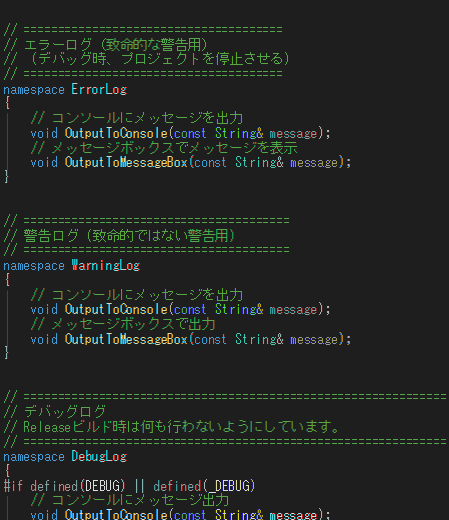 // =====================================
// エラーログ（致命的な警告用）
// （デバッグ時、プロジェクトを停止させる）
// =====================================
namespace ErrorLog
{
// コンソールにメッセージを出力
void OutputToConsole(const String& message);
// メッセージボックスでメッセージを表示
void OutputToMessageBox(const String& message);
}
// ======================================
// 警告ログ（致命的ではない警告用）
// ======================================
namespace WarningLog
{
// コンソールにメッセージを出力
void OutputToConsole(const String& message);
// メッセージボックスで出力
void OutputToMessageBox(const String& message);
}
// =============================================================
// デバッグログ
// Releaseビルド時は何も行わないようにしています。
// =============================================================
namespace DebugLog
{
#if defined(DEBUG) || defined(_DEBUG)
// コンソールにメッセージ出力
void OutputToConsole(const String& message);